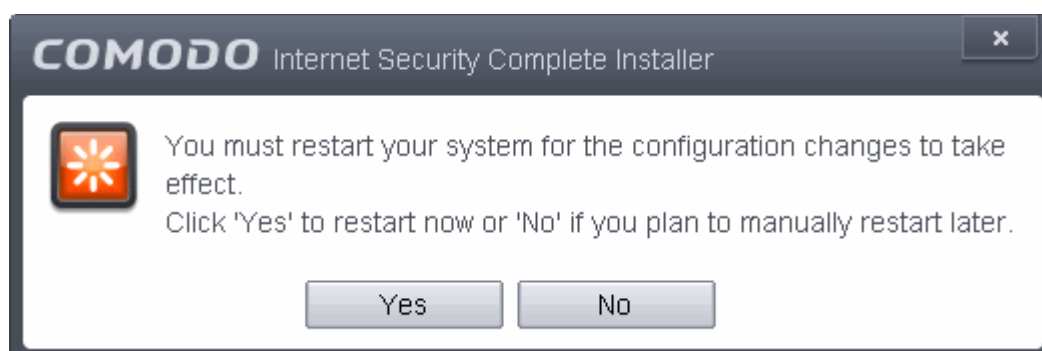 COMODO Internet Security Complete Installer
You must restart your system for the configuration changes to take
effect.
Click 'Yes' to restart now or 'No' if you plan to manually restart later.
Yes No